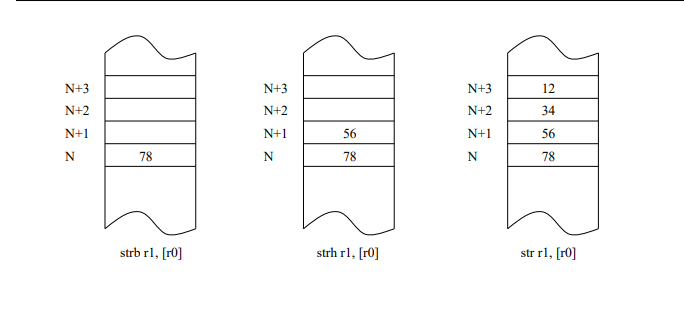 N+3 N+3 N+3 12
N+2 N+2 N+2 34
N+1 N+1 56 N+1 56
N 78 N 78 N 78
strb r1, [r0] strh r1, [r0] str r1, [r0]